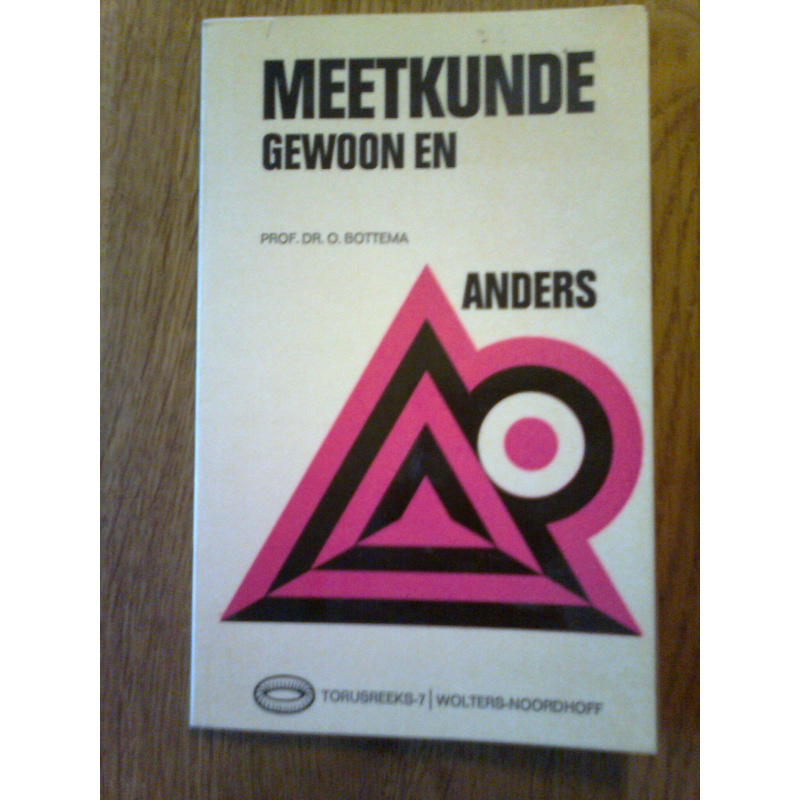 MEETKUNDE
GEWOON EN
PROF. DR. O. BOTTEMA
ANDERS
TORUSREEKS-7 | WOLTERS-NOORDHOFF